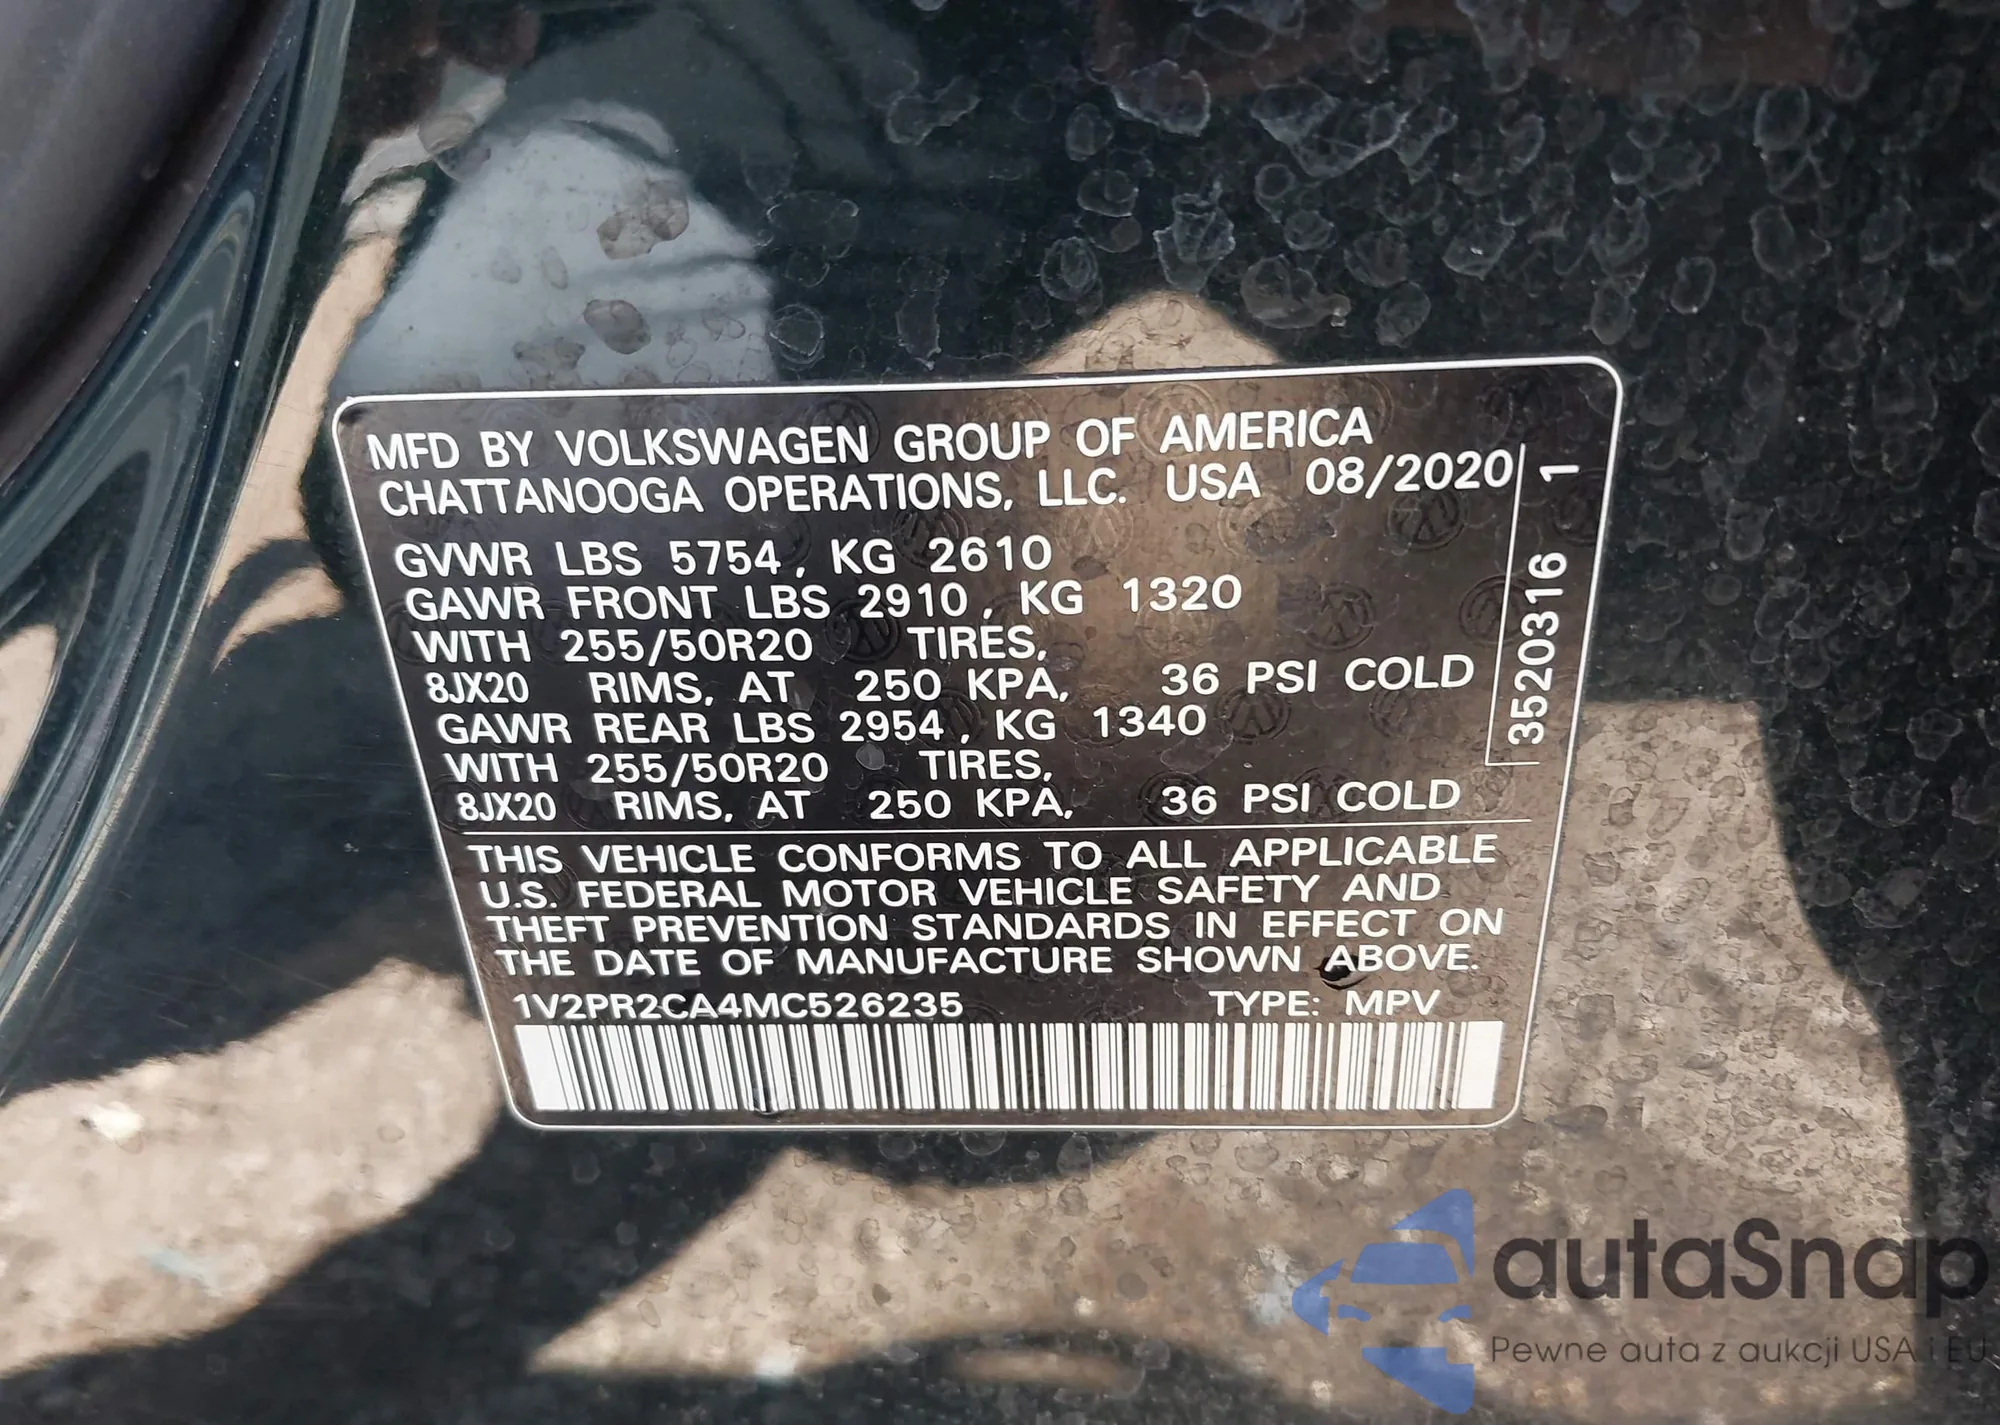 MFD BY VOLKSWAGEN GROUP OF AMERICA
CHATTANOOGA OPERATIONS, LLC. USA 08/2020
GVWR LBS 5754, KG 2610
GAWR FRONT LBS 2910, KG 1320
WITH 255/50R20 TIRES,
8JX20 RIMS, AT 250 KPA, 36 PSI COLD
GAWR REAR LBS 2954, KG 1340
WITH 255/50R20 TIRES,
8JX20 RIMS, AT 250 KPA, 36 PSI COLD
THIS VEHICLE CONFORMS TO ALL APPLICABLE
U.S. FEDERAL MOTOR VEHICLE SAFETY AND
THEFT PREVENTION STANDARDS IN EFFECT ON
THE DATE OF MANUFACTURE SHOWN ABOVE.
1V2PR2CA4MC526235 TYPE: MPV
3520316 1
autaSnap
Pewne auta z aukcji USA i EU